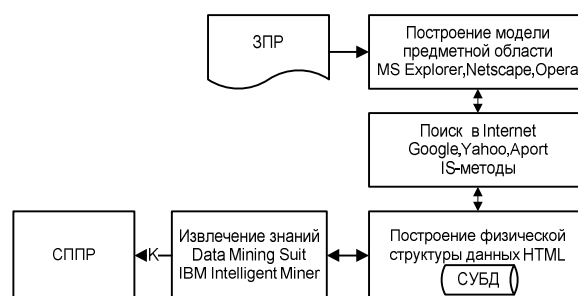 ЗПР
Построение модели
предметной области
MS Explorer,Netscape,Opera
Поиск в Internet
Google,Yahoo,Aport
IS-методы
СППР
К
Извлечение знаний
Data Mining Suit
IBM Intelligent Miner
Построение физической
структуры данных HTML
СУБД